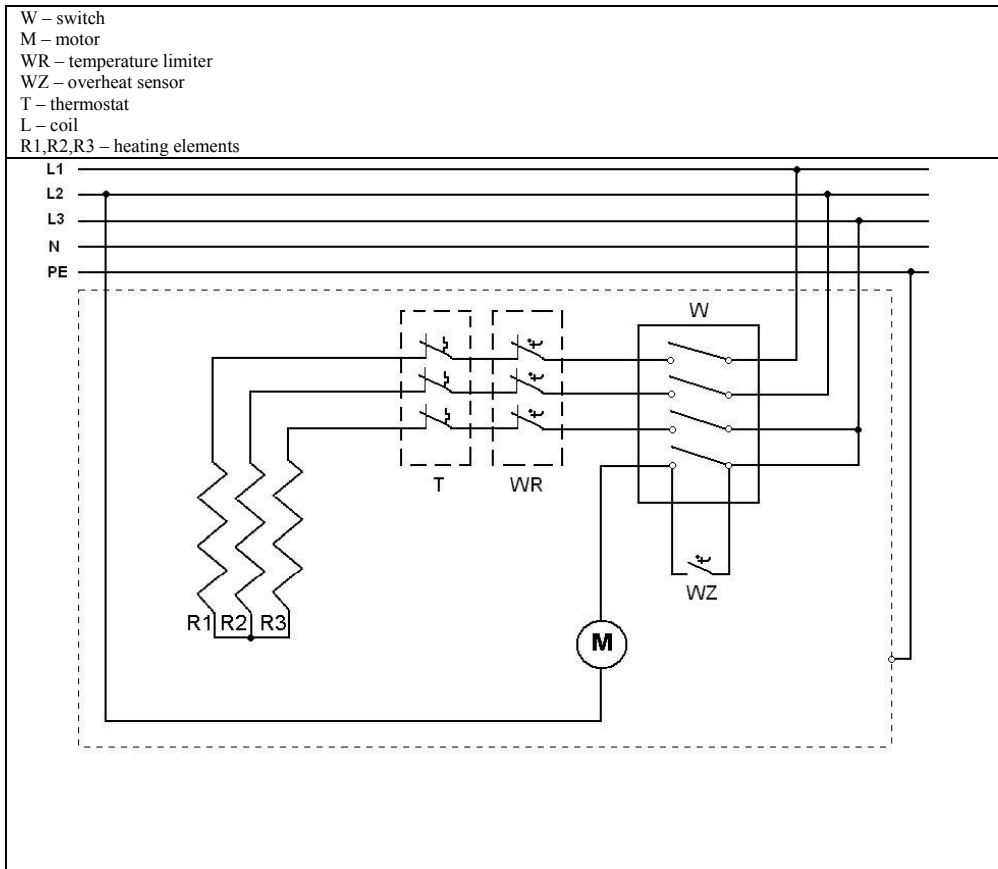 W – switch
M – motor
WR – temperature limiter
WZ – overheat sensor
T – thermostat
L – coil
R1,R2,R3 – heating elements
L1
L2
L3
N
PE
W
T
WR
WZ
R1 R2 R3
M